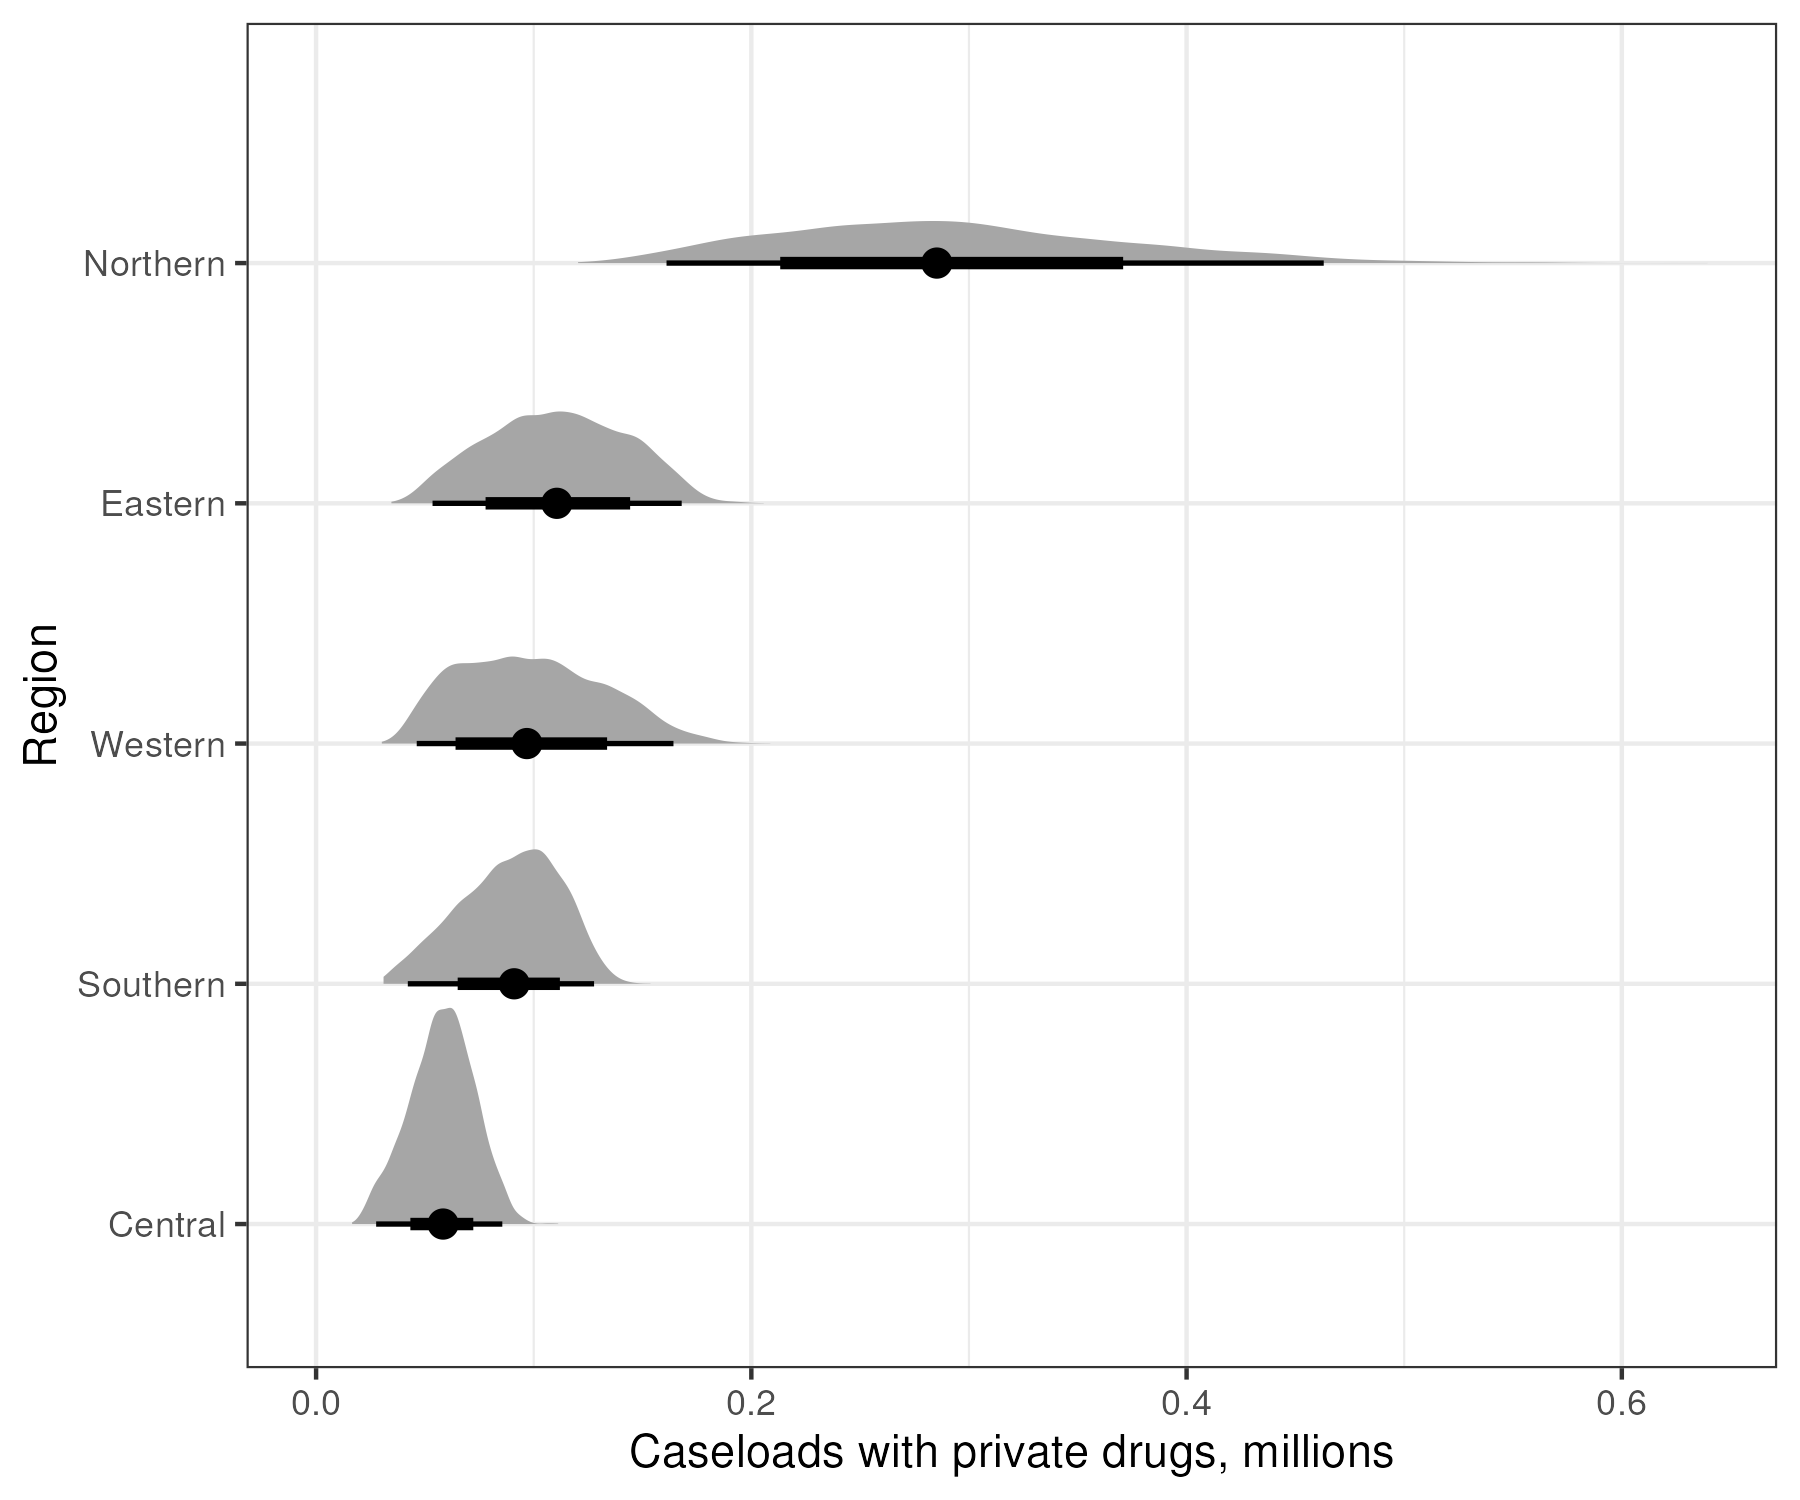 Northern
Eastern
Western
Southern
Central
Region
0.0
0.2
0.4
0.6
Caseloads with private drugs, millions